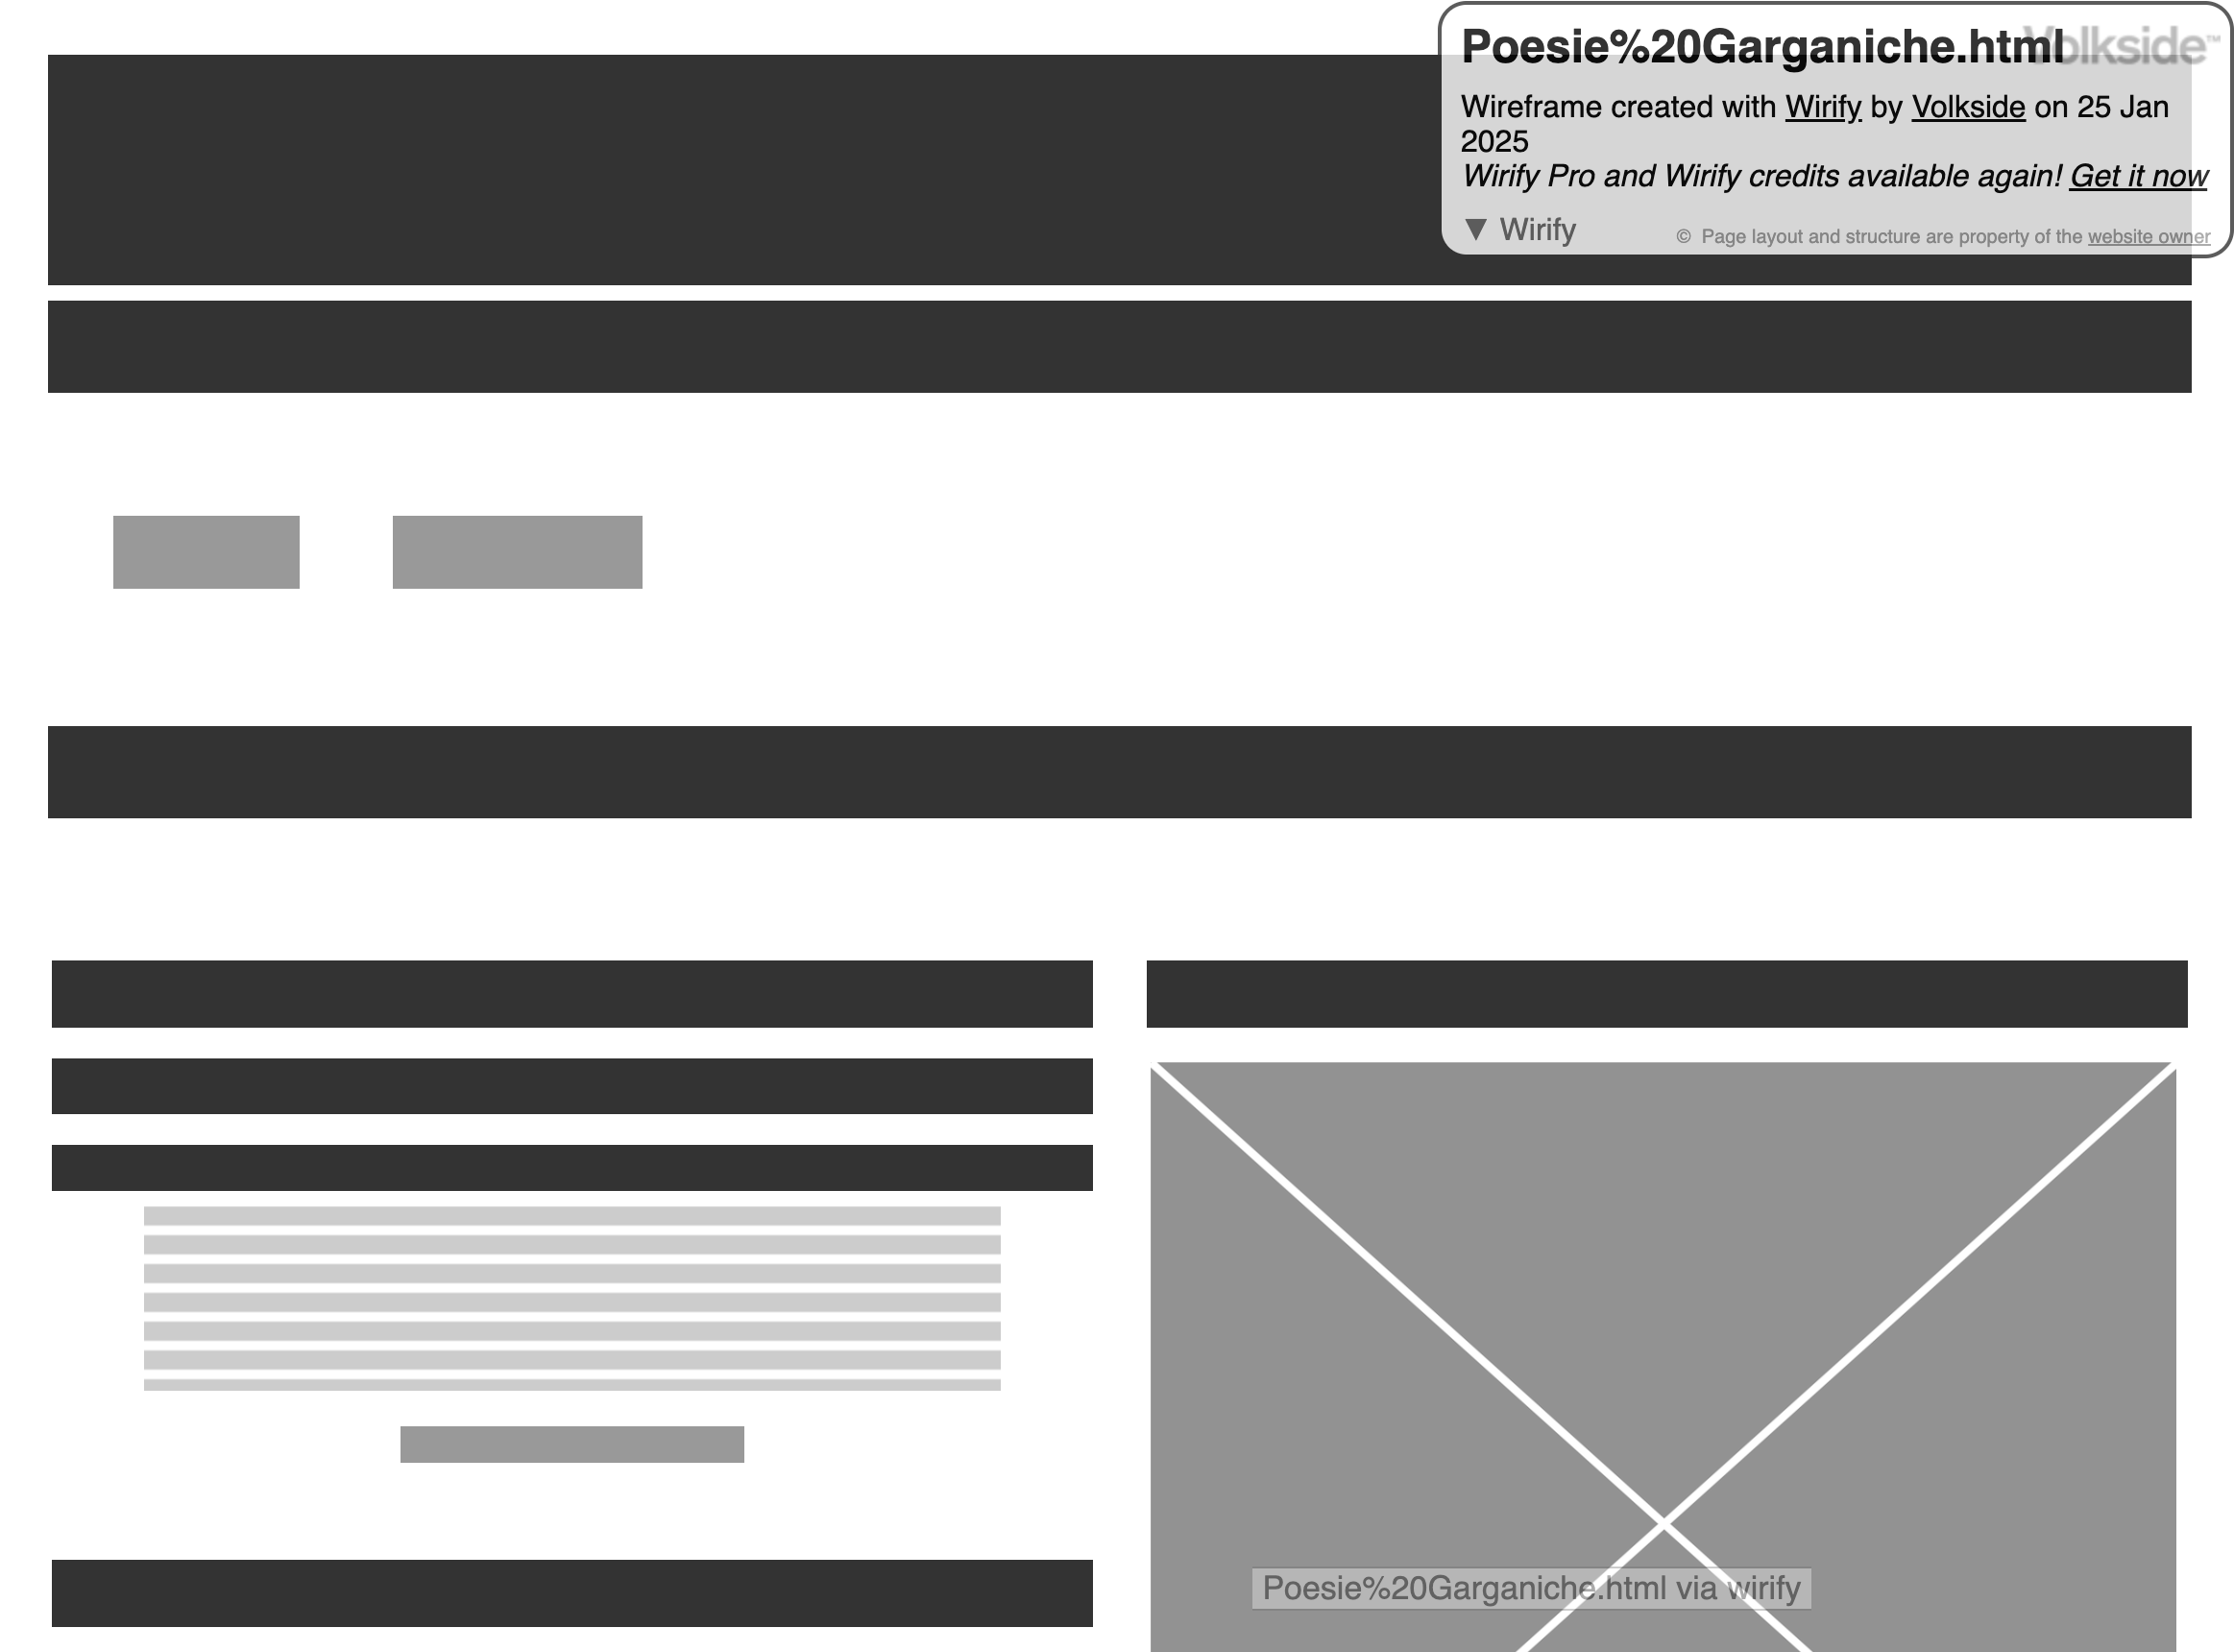 Poesie%20Garganiche.html
Volkside™
Wireframe created with Wirify by Volkside on 25 Jan
2025
Wirify Pro and Wirify credits available again! Get it now
▼ Wirify
© Page layout and structure are property of the website owner
Poesie%20Garganiche.html via wirify